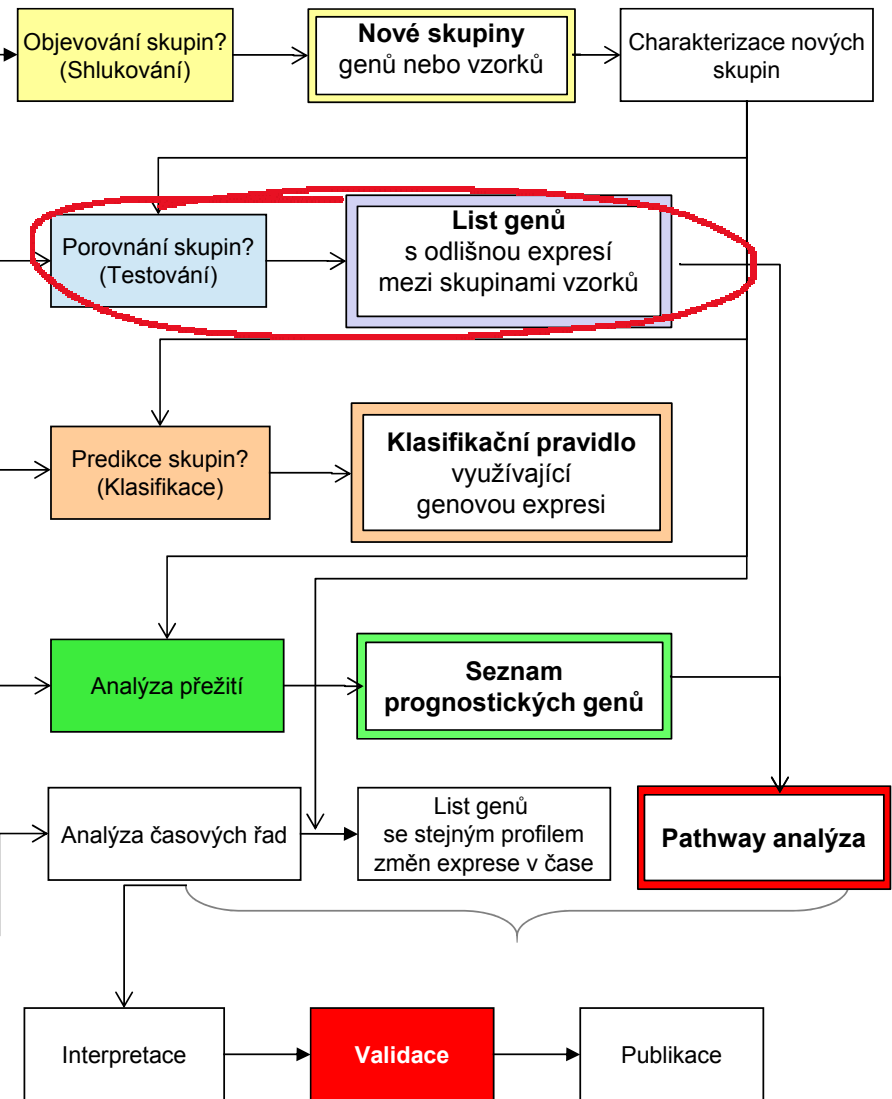 Objevování skupin?
(Shlukování)
Nové skupiny
genů nebo vzorků
Charakterizace nových
skupin
Porovnání skupin?
(Testování)
List genů
s odlišnou expresí
mezi skupinami vzorků
Predikce skupin?
(Klasifikace)
Klasifikační pravidlo
využívající
genovou expresi
Analýza přežití
Seznam
prognostických genů
Analýza časových řad
List genů
se stejným profilem
změn exprese v čase
Pathway analýza
Interpretace
Validace
Publikace